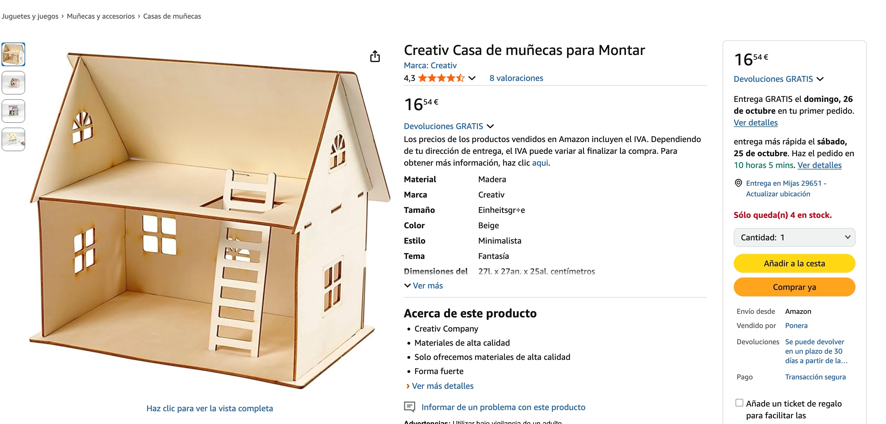 Juguetes y juegos › Muñecas y accesorios › Casas de muñecas
Creativ Casa de muñecas para Montar
Marca: Creativ
4,3
8 valoraciones
16 54 €
Devoluciones GRATIS
Los precios de los productos vendidos en Amazon incluyen el IVA. Dependiendo
de tu dirección de entrega, el IVA puede variar al finalizar la compra. Para
obtener más información, haz clic aquí.
Material Madera
Marca Creativ
Tamaño Einheitsgr÷e
Color Beige
Estilo Minimalista
Tema Fantasía
Dimensiones del 27l. x 27an. x 25al. centímetros
Ver más
Acerca de este producto
• Creativ Company
• Materiales de alta calidad
• Solo ofrecemos materiales de alta calidad
• Forma fuerte
› Ver más detalles
Informar de un problema con este producto
Advertencias: Utilizar bajo vigilancia de un adulto
Haz clic para ver la vista completa
16 54 €
Devoluciones GRATIS
Entrega GRATIS el domingo, 26
de octubre en tu primer pedido.
Ver detalles
entrega más rápida el sábado,
25 de octubre. Haz el pedido en
10 horas 5 mins. Ver detalles
Entrega en Mijas 29651 -
Actualizar ubicación
Sólo queda(n) 4 en stock.
Cantidad: 1
Añadir a la cesta
Comprar ya
Envío desde Amazon
Vendido por Ponera
Devoluciones Se puede devolver
en un plazo de 30
días a partir de la...
Pago Transacción segura
Añade un ticket de regalo
para facilitar las